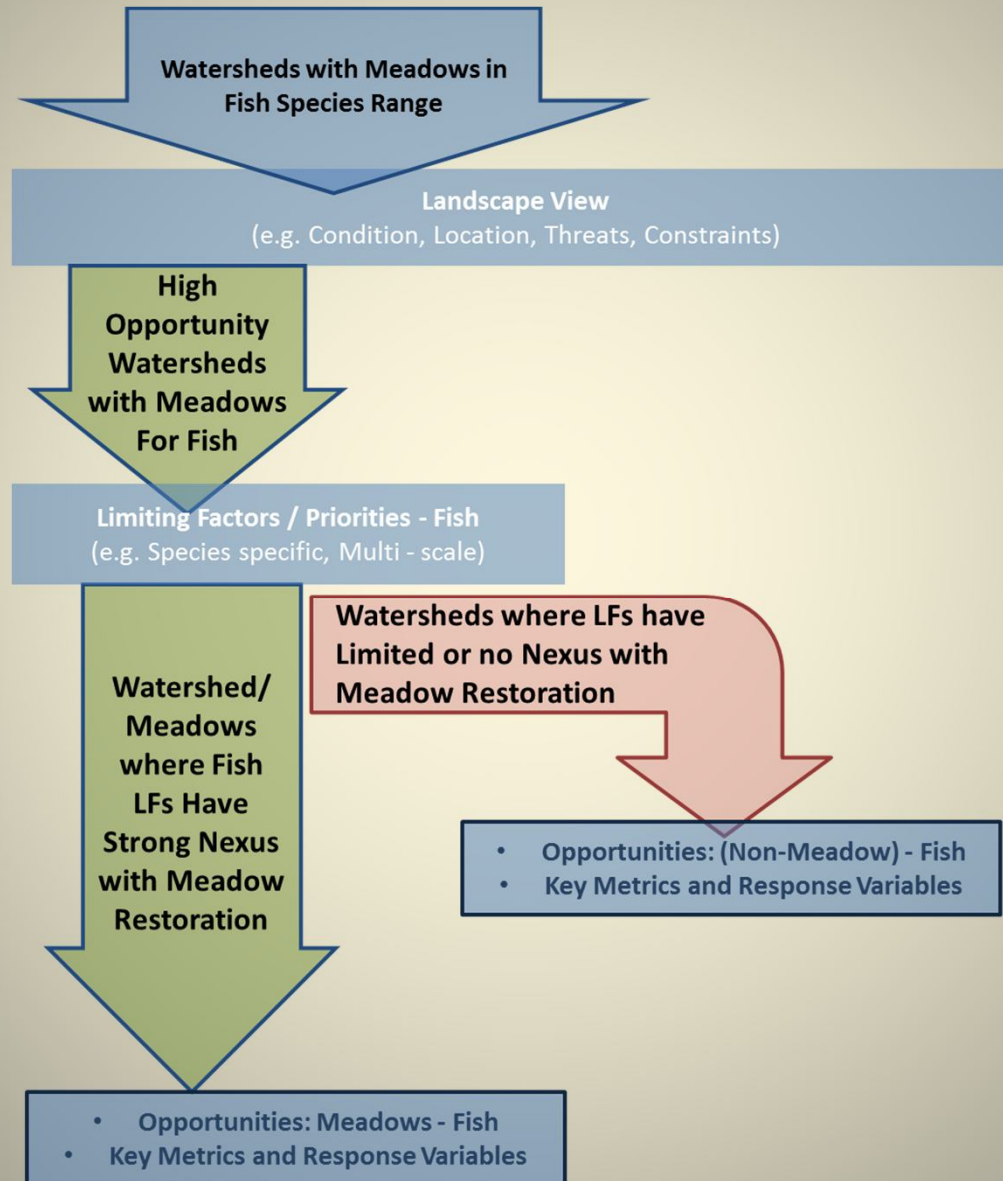 Watersheds with Meadows in
Fish Species Range
Landscape View
(e.g. Condition, Location, Threats, Constraints)
High
Opportunity
Watersheds
with Meadows
For Fish
Limiting Factors / Priorities - Fish
(e.g. Species specific, Multi - scale)
Watersheds where LFs have
Limited or no Nexus with
Meadow Restoration
Watershed/
Meadows
where Fish
LFs Have
Strong Nexus
with Meadow
Restoration
• Opportunities: (Non-Meadow) - Fish
• Key Metrics and Response Variables
• Opportunities: Meadows - Fish
• Key Metrics and Response Variables